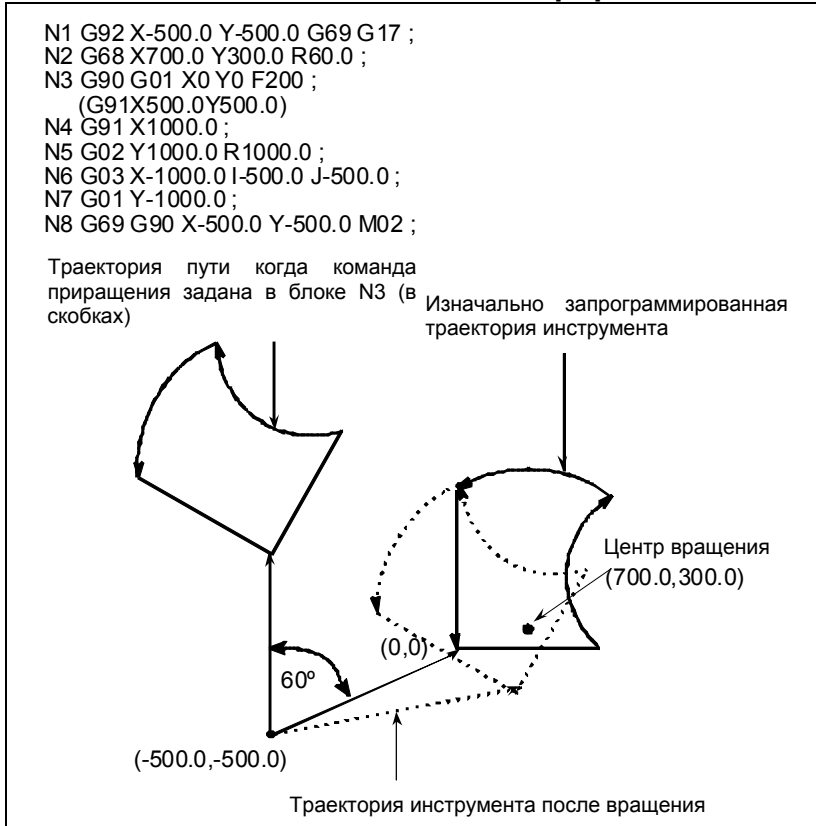 N1 G92 X-500.0 Y-500.0 G69 G17 ;
N2 G68 X700.0 Y300.0 R60.0 ;
N3 G90 G01 X0 Y0 F200 ;
(G91X500.0Y500.0)
N4 G91 X1000.0 ;
N5 G02 Y1000.0 R1000.0 ;
N6 G03 X-1000.0 I-500.0 J-500.0 ;
N7 G01 Y-1000.0 ;
N8 G69 G90 X-500.0 Y-500.0 M02 ;
Траектория пути когда команда
приращения задана в блоке N3 (в
скобках)
Изначально запрограммированная
траектория инструмента
Центр вращения
(700.0,300.0)
(0,0)
60º
(-500.0,-500.0)
Траектория инструмента после вращения